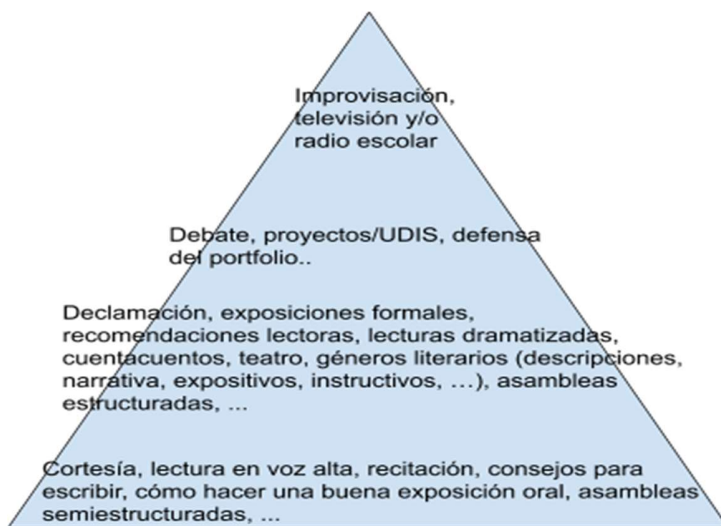 Improvisación,
televisión y/o
radio escolar
Debate, proyectos/UDIS, defensa
del portfolio..
Declamación, exposiciones formales,
recomendaciones lectoras, lecturas dramatizadas,
cuentacuentos, teatro, géneros literarios (descripciones,
narrativa, expositivos, instructivos, …), asambleas
estructuradas, ...
Cortesía, lectura en voz alta, recitación, consejos para
escribir, cómo hacer una buena exposición oral, asambleas
semiestructuradas, ...